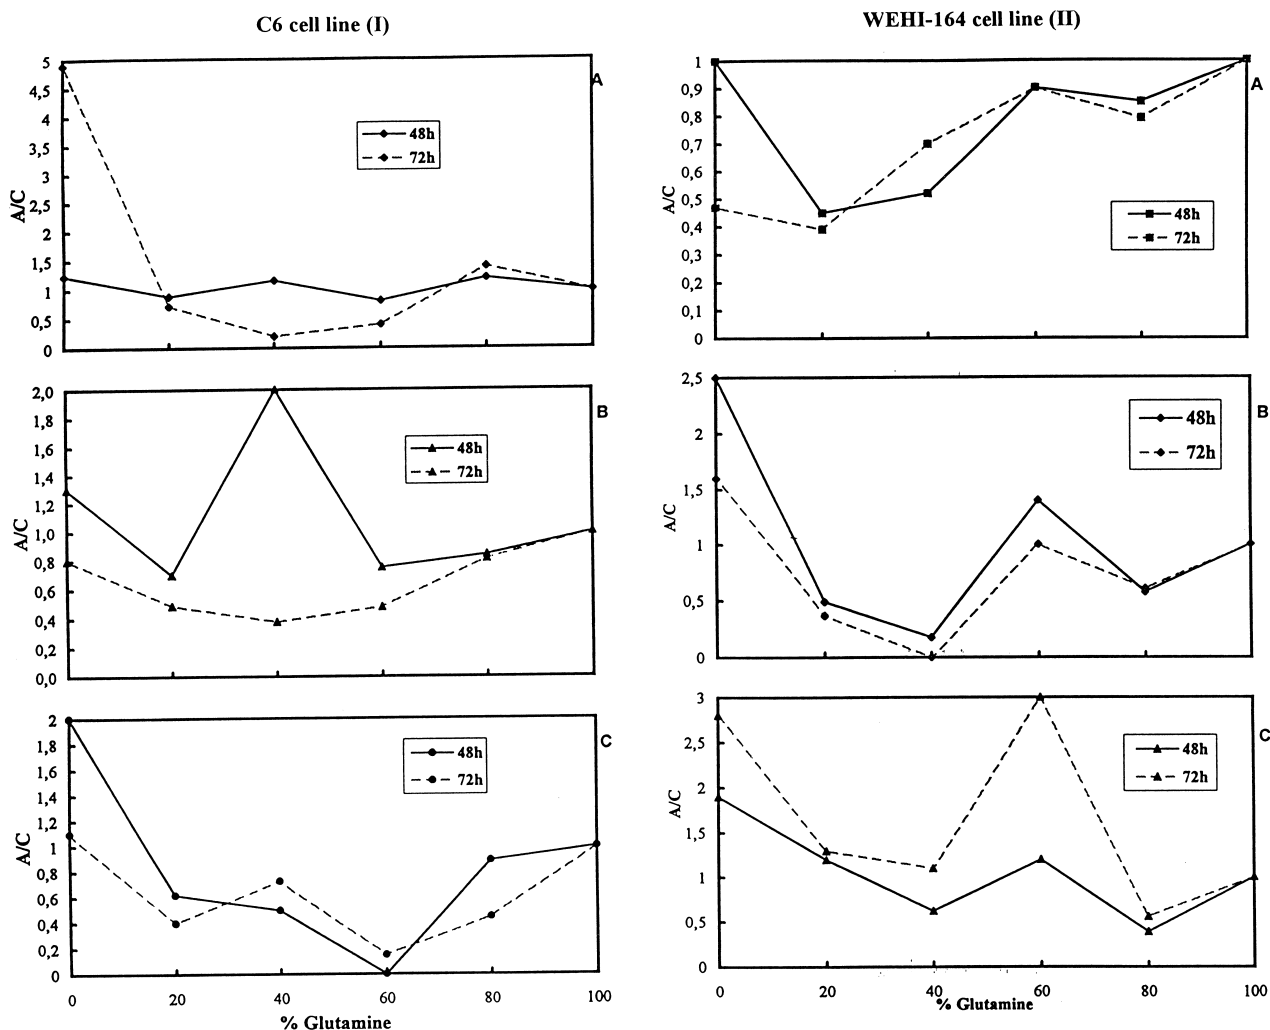 C6 cell line (I)
WEHI-164 cell line (II)
A
5
4,5
4
3,5
3
2,5
2
1,5
1
0,5
0
A/C
48h
72h
B
2,0
1,8
1,6
1,4
1,2
1,0
0,8
0,6
0,4
0,2
0,0
A/C
48h
72h
C
2
1,8
1,6
1,4
1,2
1
0,8
0,6
0,4
0,2
0
A/C
48h
72h
0 20 40 60 80 100
% Glutamine
A
1
0,9
0,8
0,7
0,6
0,5
0,4
0,3
0,2
0,1
0
A/C
48h
72h
B
2,5
2
1,5
1
0,5
0
A/C
48h
72h
C
3
2,5
2
1,5
1
0,5
0
A/C
48h
72h
0 20 40 60 80 100
% Glutamine